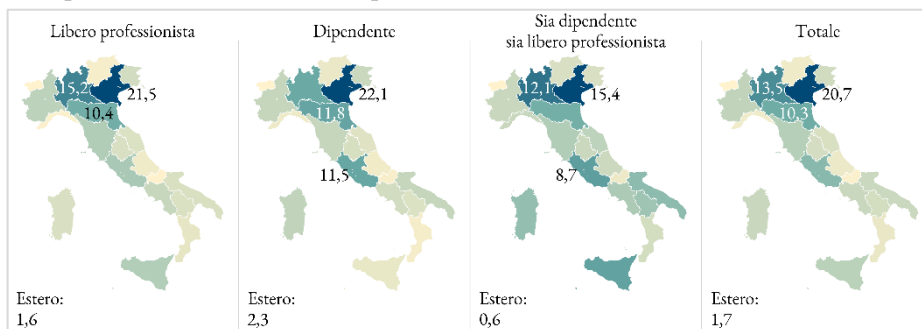 Libero professionista
15,2
21,5
10,4
Estero:
1,6
Dipendente
22,1
11,8
11,5
Estero:
2,3
Sia dipendente
sia libero professionista
12,1
15,4
8,7
Estero:
0,6
Totale
13,5
20,7
10,3
Estero:
1,7